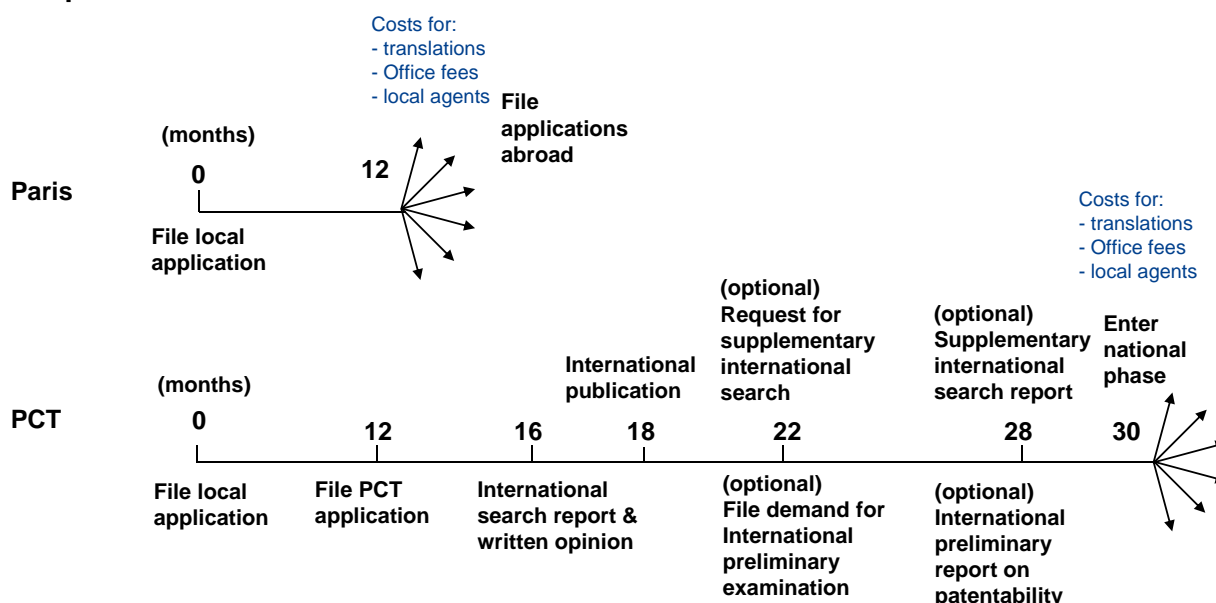 Costs for:
- translations
- Office fees
- local agents
File
applications
abroad
(months)
0
12
Paris
File local
application
Costs for:
- translations
- Office fees
- local agents
(optional)
Request for
supplementary
international
search
(optional)
Supplementary
international
search report
Enter
national
phase
International
publication
(months)
PCT
0
12
16
18
22
28
30
File local
application
File PCT
application
International
search report &
written opinion
(optional)
File demand for
International
preliminary
examination
(optional)
International
preliminary
report on
patentability